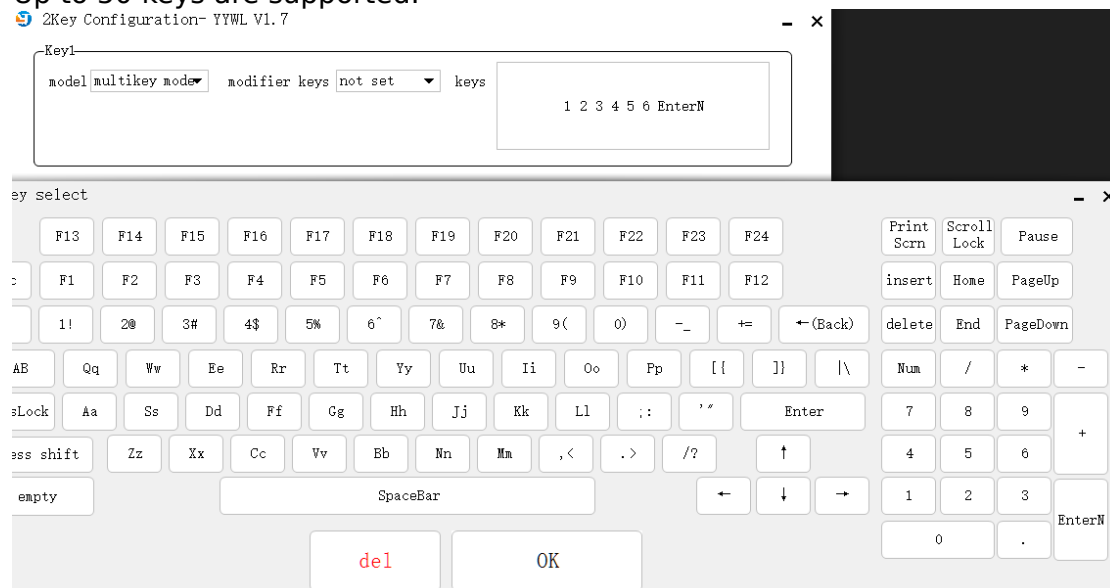 Up to 50 keys are supported.
2Key Configuration- YYWL V1.7
Key1
model multikey mode modifier keys not set keys
1 2 3 4 5 6 EnterN
ey select
F13 F14 F15 F16 F17 F18 F19 F20 F21 F22 F23 F24 Print Scrn Scroll Lock Pause
c F1 F2 F3 F4 F5 F6 F7 F8 F9 F10 F11 F12 insert Home PageUp
1! 2@ 3# 4$ 5% 6^ 7& 8* 9( 0) -_ += ←(Back) delete End PageDown
AB Qq Ww Ee Rr Tt Yy Uu Ii Oo Pp [{ ]} |\ Num / * -
sLock Aa Ss Dd Ff Gg Hh Jj Kk Ll ;: '" Enter 7 8 9 +
ess shift Zz Xx Cc Vv Bb Nn Mm ,< .> /? ↑ 4 5 6
empty SpaceBar ← ↓ → 1 2 3 EnterN
0 .
del OK